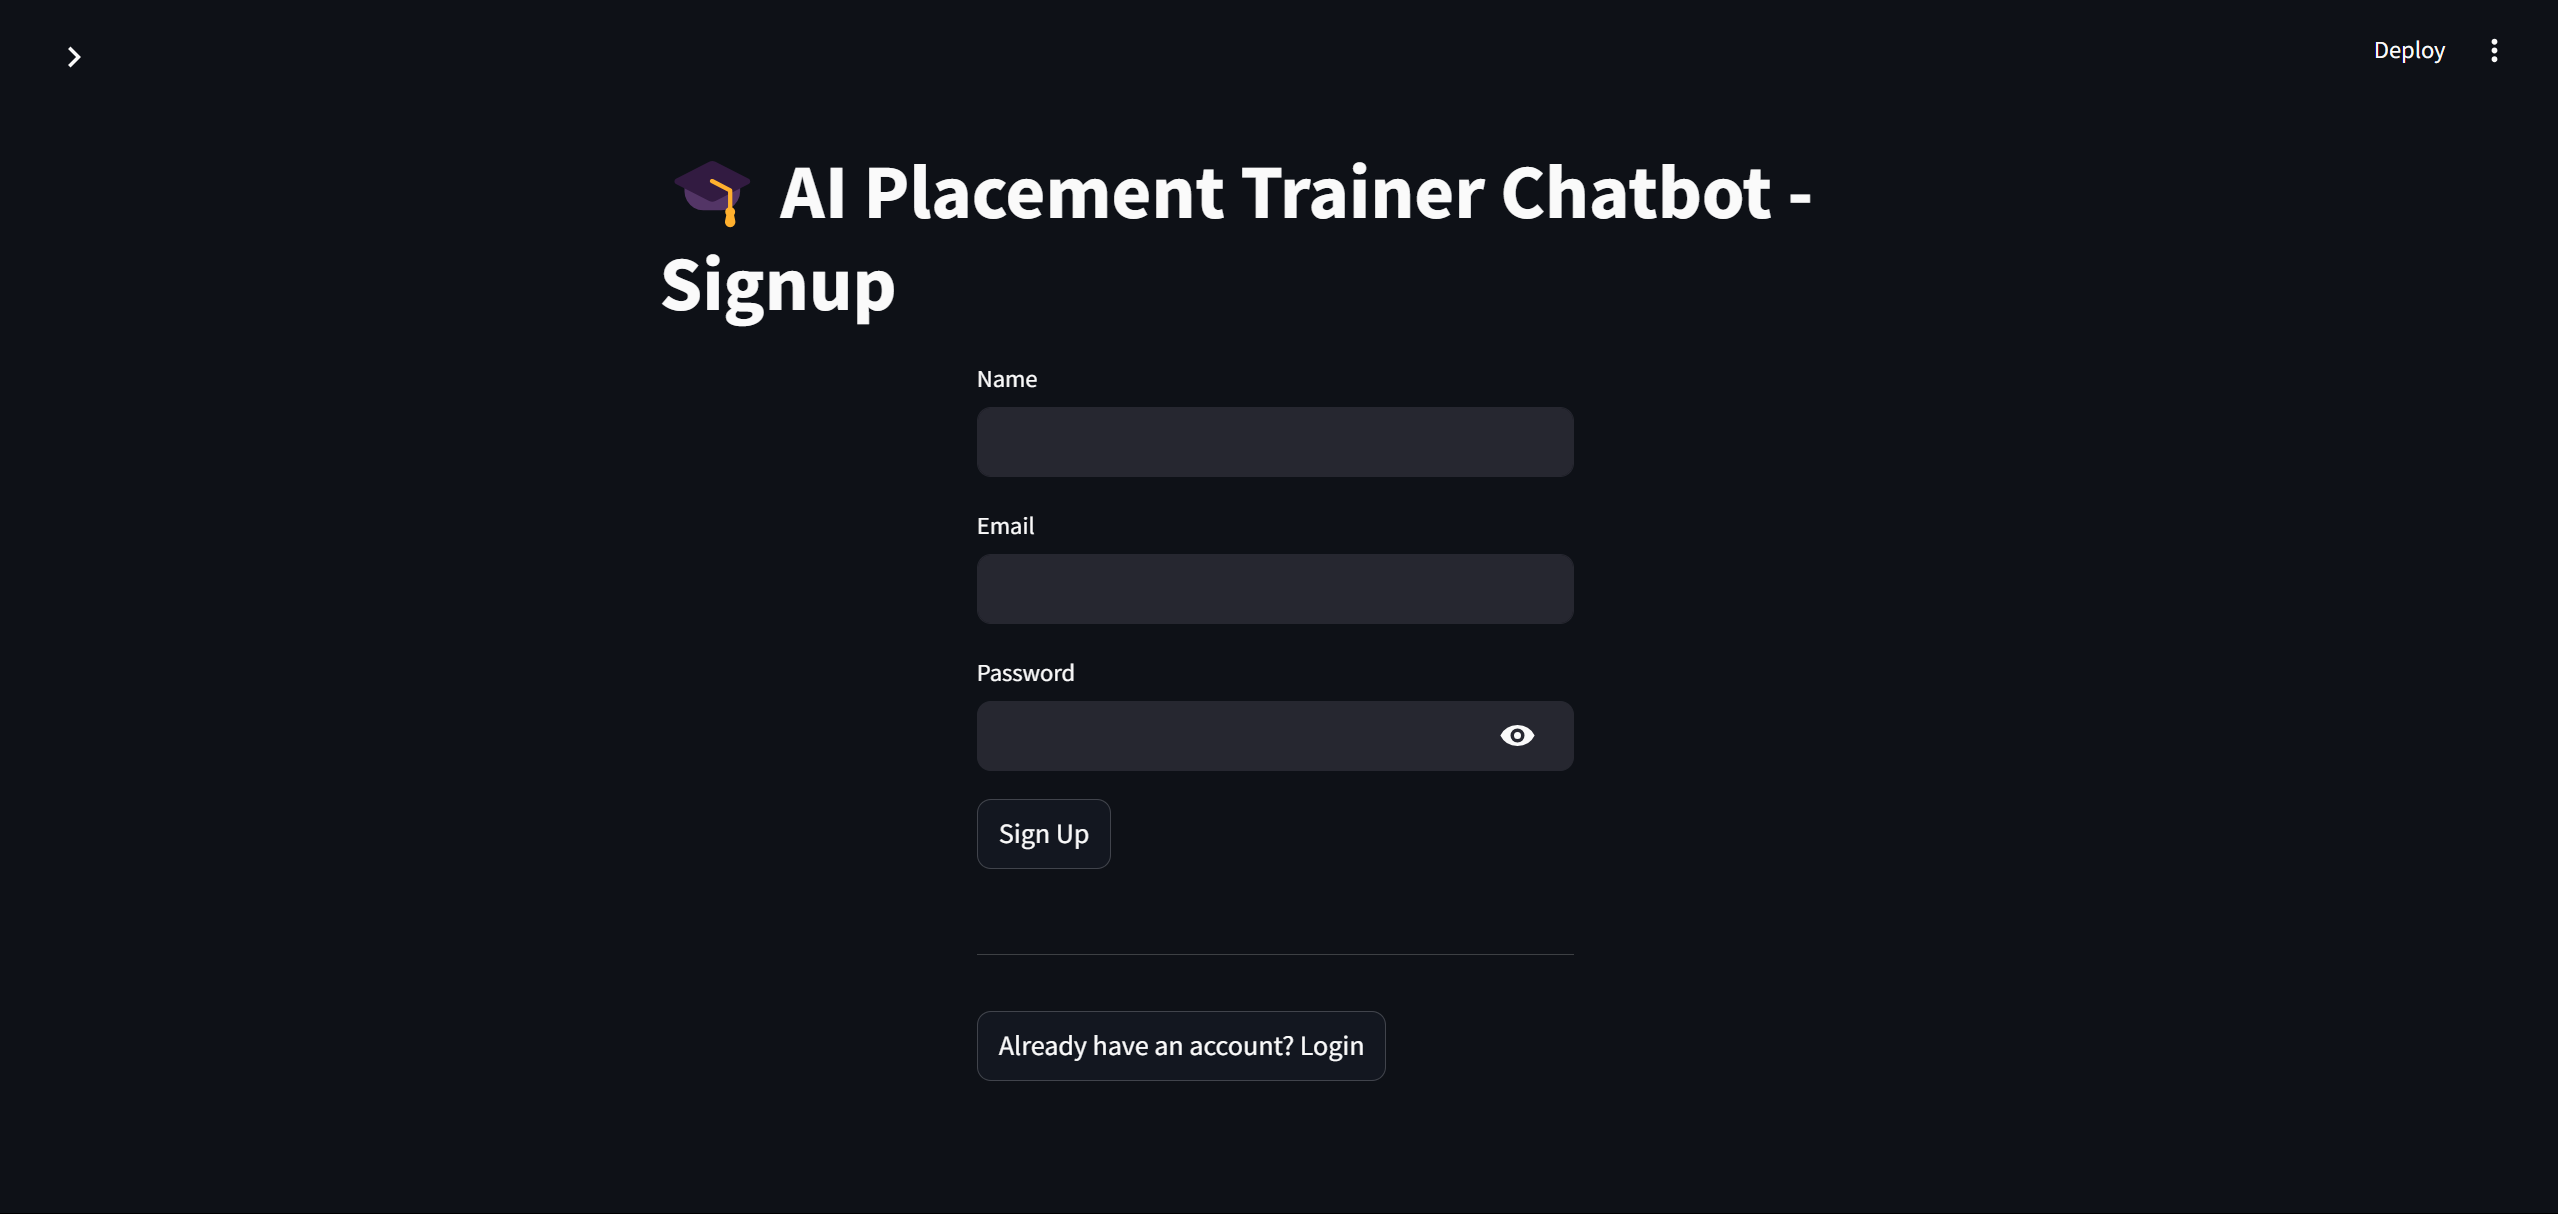 Deploy
🎓 AI Placement Trainer Chatbot -
Signup
Name
Email
Password
Sign Up
Already have an account? Login